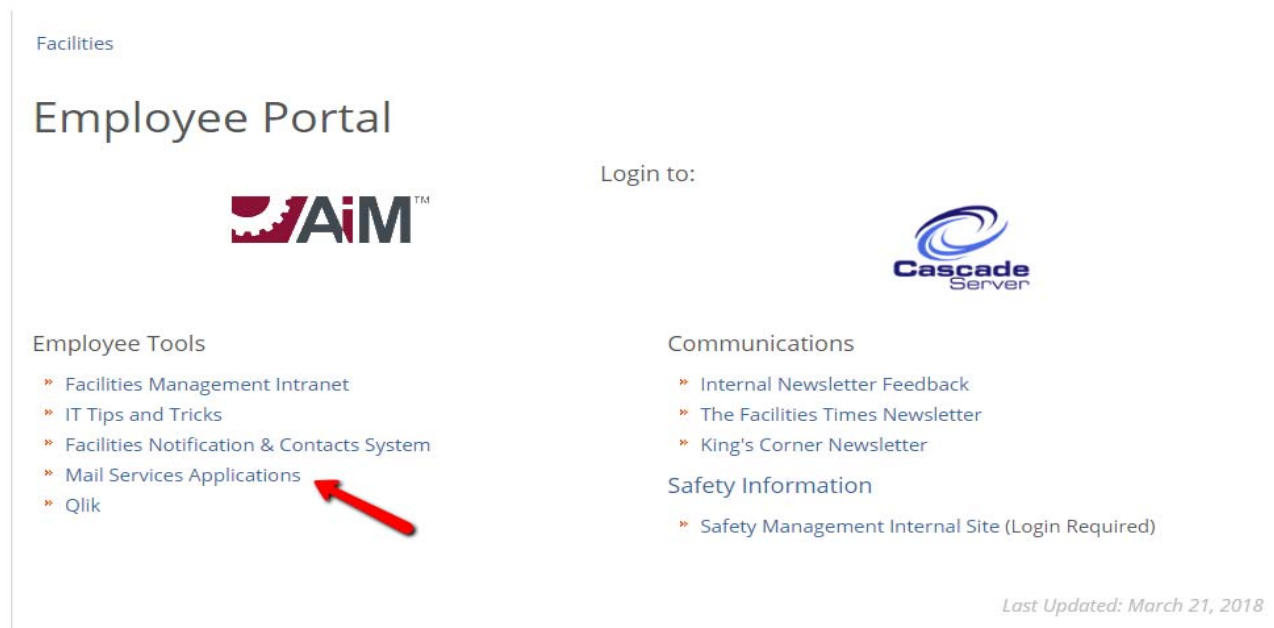 Facilities
Employee Portal
Login to:
AiM™
Cascade
Server
Employee Tools
» Facilities Management Intranet
» IT Tips and Tricks
» Facilities Notification & Contacts System
» Mail Services Applications
» Qlik
Communications
» Internal Newsletter Feedback
» The Facilities Times Newsletter
» King's Corner Newsletter
Safety Information
» Safety Management Internal Site (Login Required)
Last Updated: March 21, 2018